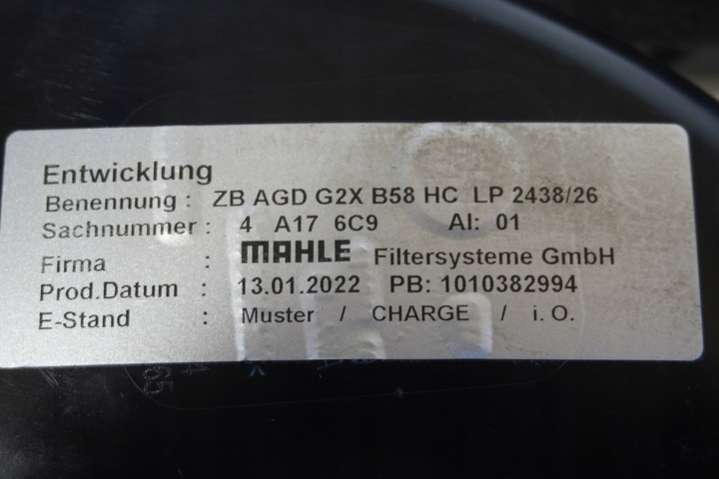 Entwicklung
Benennung : ZB AGD G2X B58 HC LP 2438/26
Sachnummer : 4 A17 6C9 AI: 01
Firma : MAHLE Filtersysteme GmbH
Prod.Datum : 13.01.2022 PB: 1010382994
E-Stand : Muster / CHARGE / i. O.